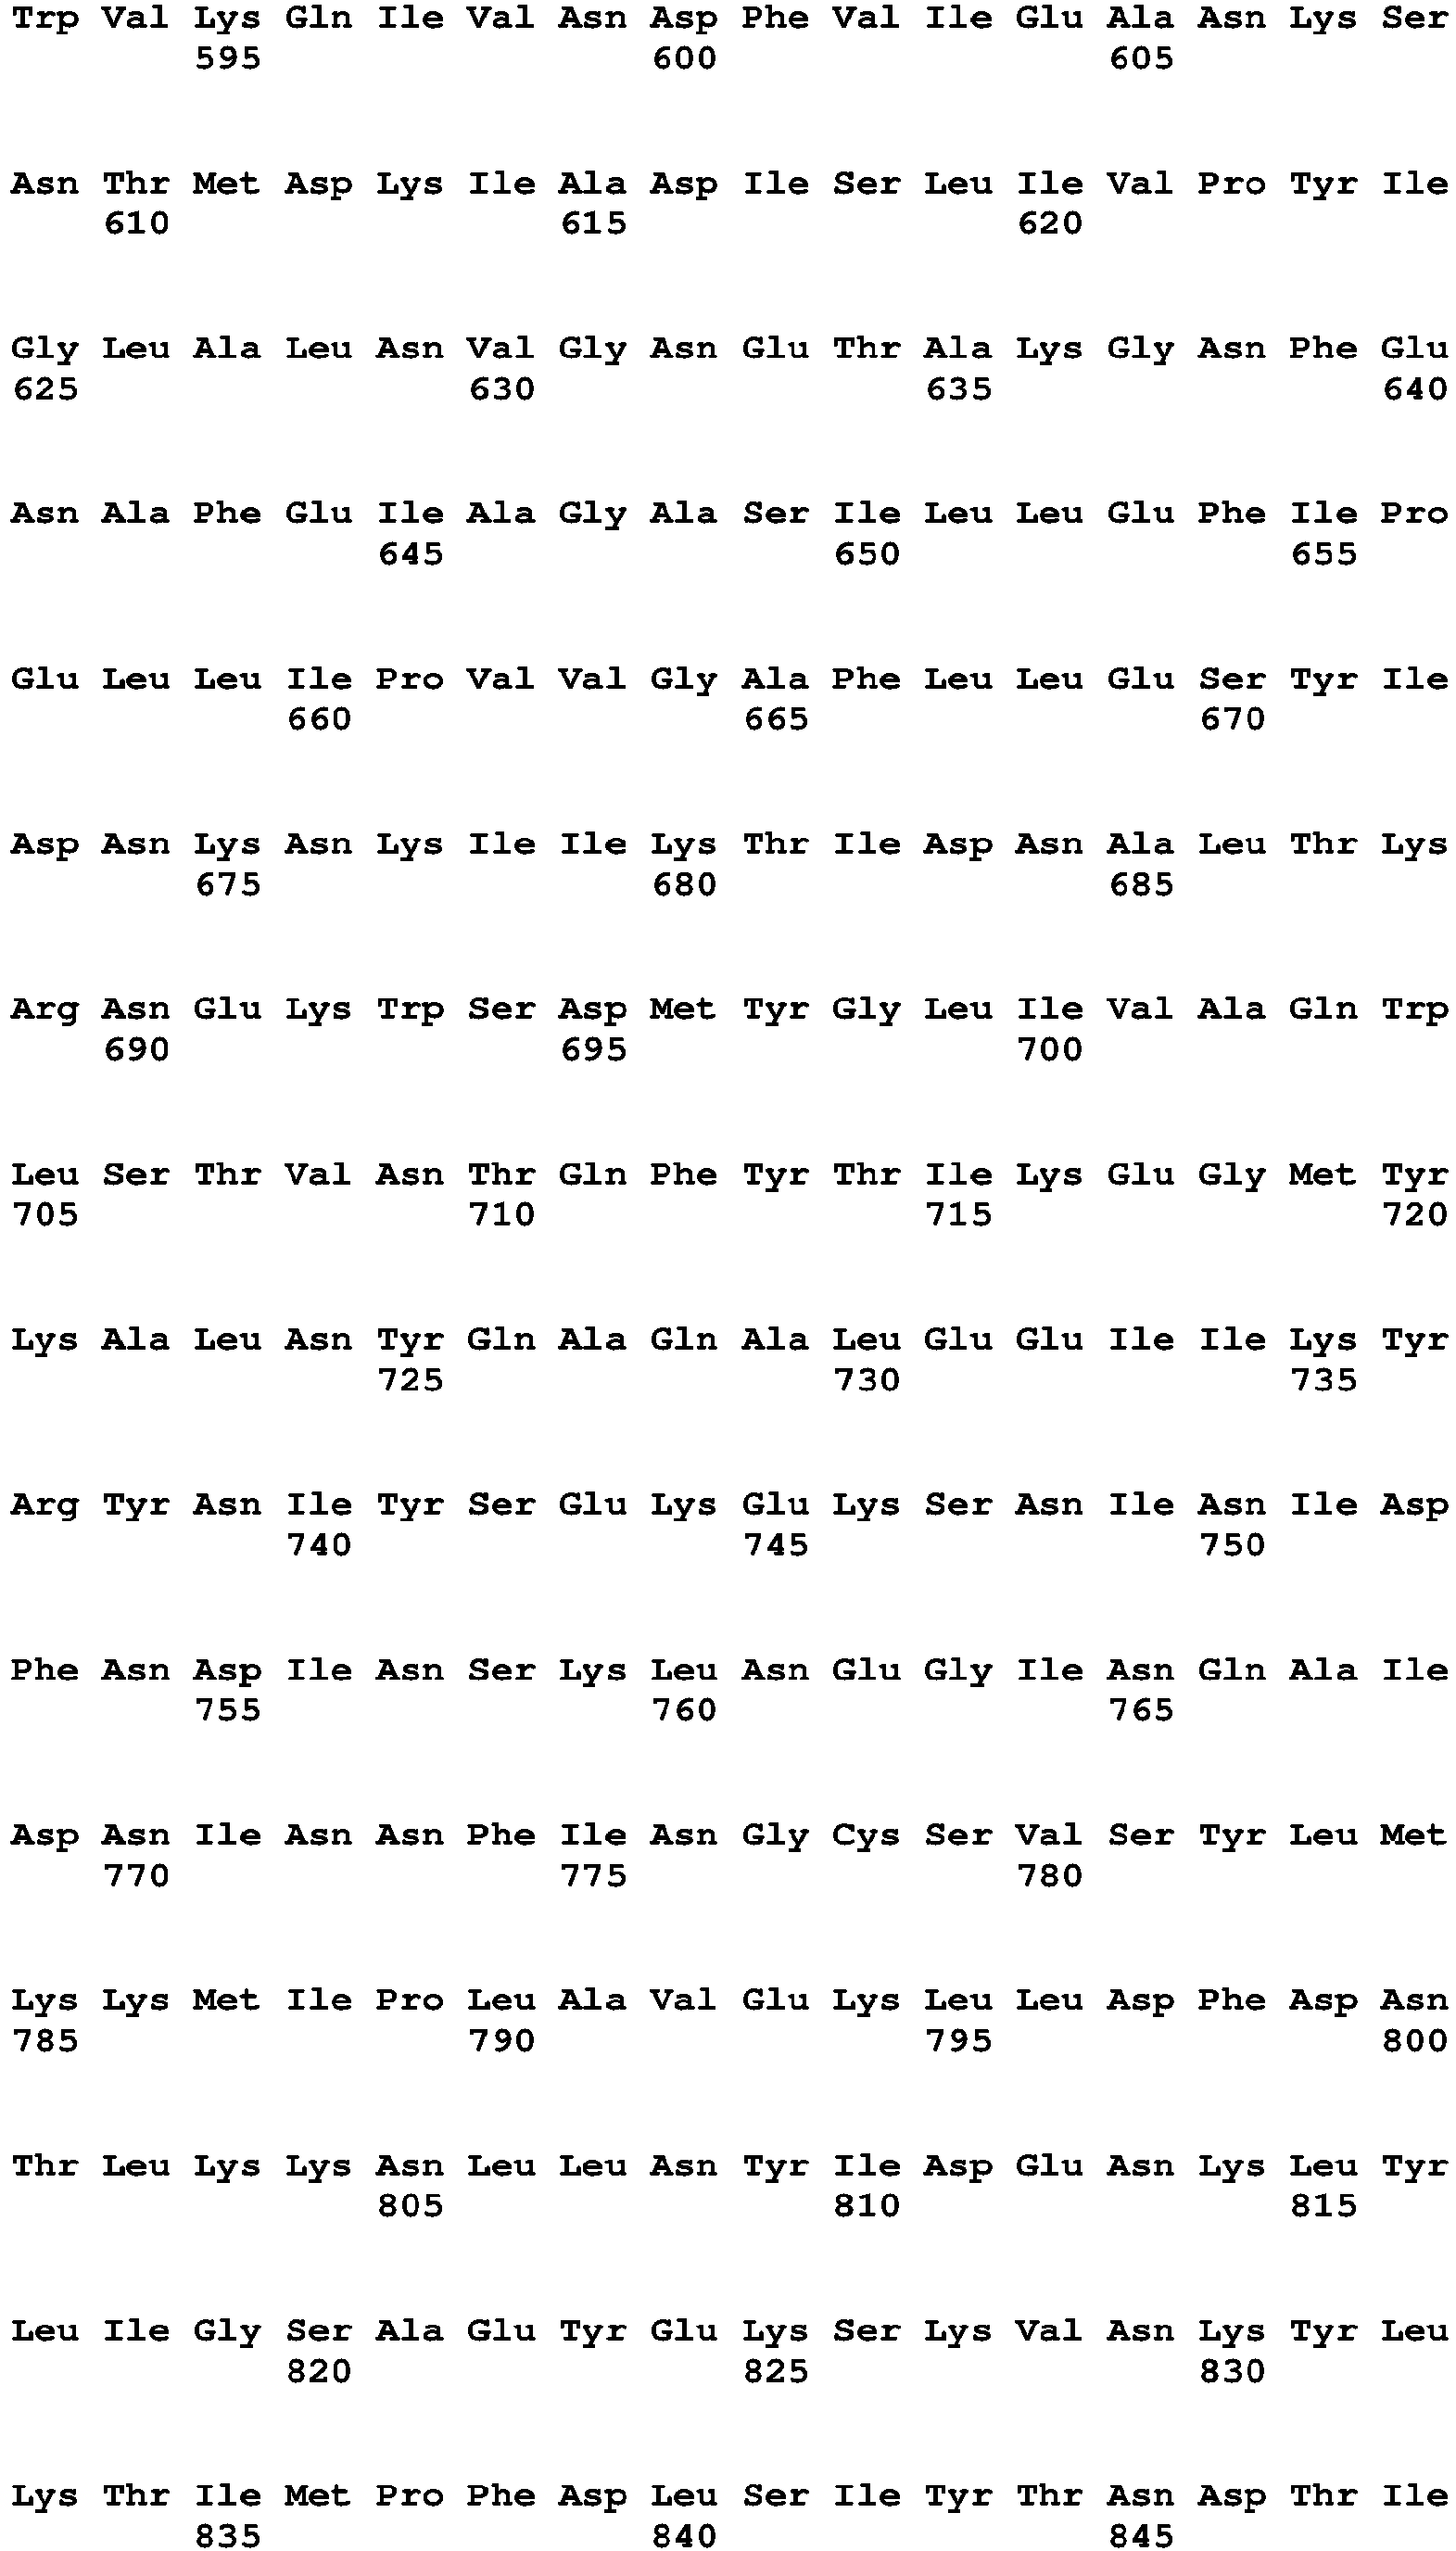 Trp Val Lys Gln Ile Val Asn Asp Phe Val Ile Glu Ala Asn Lys Ser
595 600 605
Asn Thr Met Asp Lys Ile Ala Asp Ile Ser Leu Ile Val Pro Tyr Ile
610 615 620
Gly Leu Ala Leu Asn Val Gly Asn Glu Thr Ala Lys Gly Asn Phe Glu
625 630 635 640
Asn Ala Phe Glu Ile Ala Gly Ala Ser Ile Leu Leu Glu Phe Ile Pro
645 650 655
Glu Leu Leu Ile Pro Val Val Gly Ala Phe Leu Leu Glu Ser Tyr Ile
660 665 670
Asp Asn Lys Asn Lys Ile Ile Lys Thr Ile Asp Asn Ala Leu Thr Lys
675 680 685
Arg Asn Glu Lys Trp Ser Asp Met Tyr Gly Leu Ile Val Ala Gln Trp
690 695 700
Leu Ser Thr Val Asn Thr Gln Phe Tyr Thr Ile Lys Glu Gly Met Tyr
705 710 715 720
Lys Ala Leu Asn Tyr Gln Ala Gln Ala Leu Glu Glu Ile Ile Lys Tyr
725 730 735
Arg Tyr Asn Ile Tyr Ser Glu Lys Glu Lys Ser Asn Ile Asn Ile Asp
740 745 750
Phe Asn Asp Ile Asn Ser Lys Leu Asn Glu Gly Ile Asn Gln Ala Ile
755 760 765
Asp Asn Ile Asn Asn Phe Ile Asn Gly Cys Ser Val Ser Tyr Leu Met
770 775 780
Lys Lys Met Ile Pro Leu Ala Val Glu Lys Leu Leu Asp Phe Asp Asn
785 790 795 800
Thr Leu Lys Lys Asn Leu Leu Asn Tyr Ile Asp Glu Asn Lys Leu Tyr
805 810 815
Leu Ile Gly Ser Ala Glu Tyr Glu Lys Ser Lys Val Asn Lys Tyr Leu
820 825 830
Lys Thr Ile Met Pro Phe Asp Leu Ser Ile Tyr Thr Asn Asp Thr Ile
835 840 845